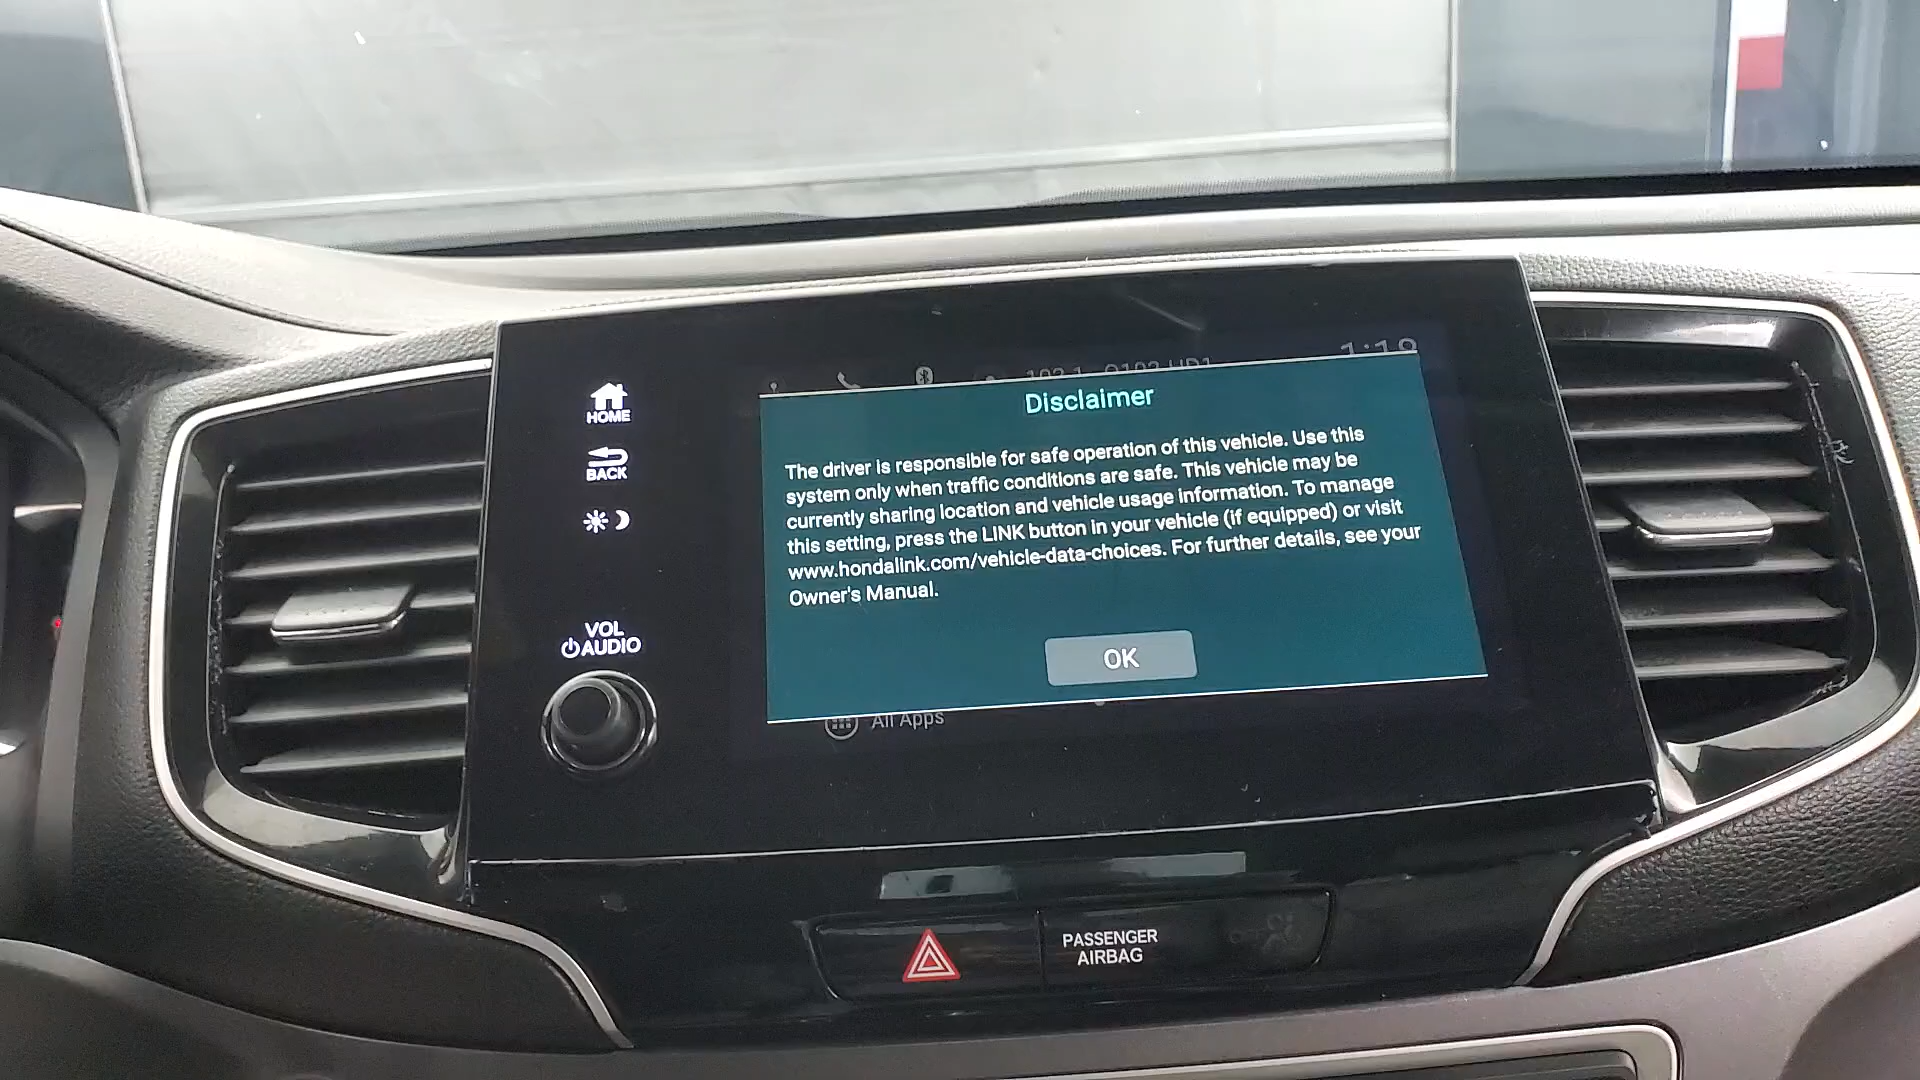 HOME
BACK
VOL
AUDIO
1:19
Disclaimer
The driver is responsible for safe operation of this vehicle. Use this
system only when traffic conditions are safe. This vehicle may be
currently sharing location and vehicle usage information. To manage
this setting, press the LINK button in your vehicle (if equipped) or visit
www.hondalink.com/vehicle-data-choices. For further details, see your
Owner's Manual.
OK
All Apps
PASSENGER
AIRBAG